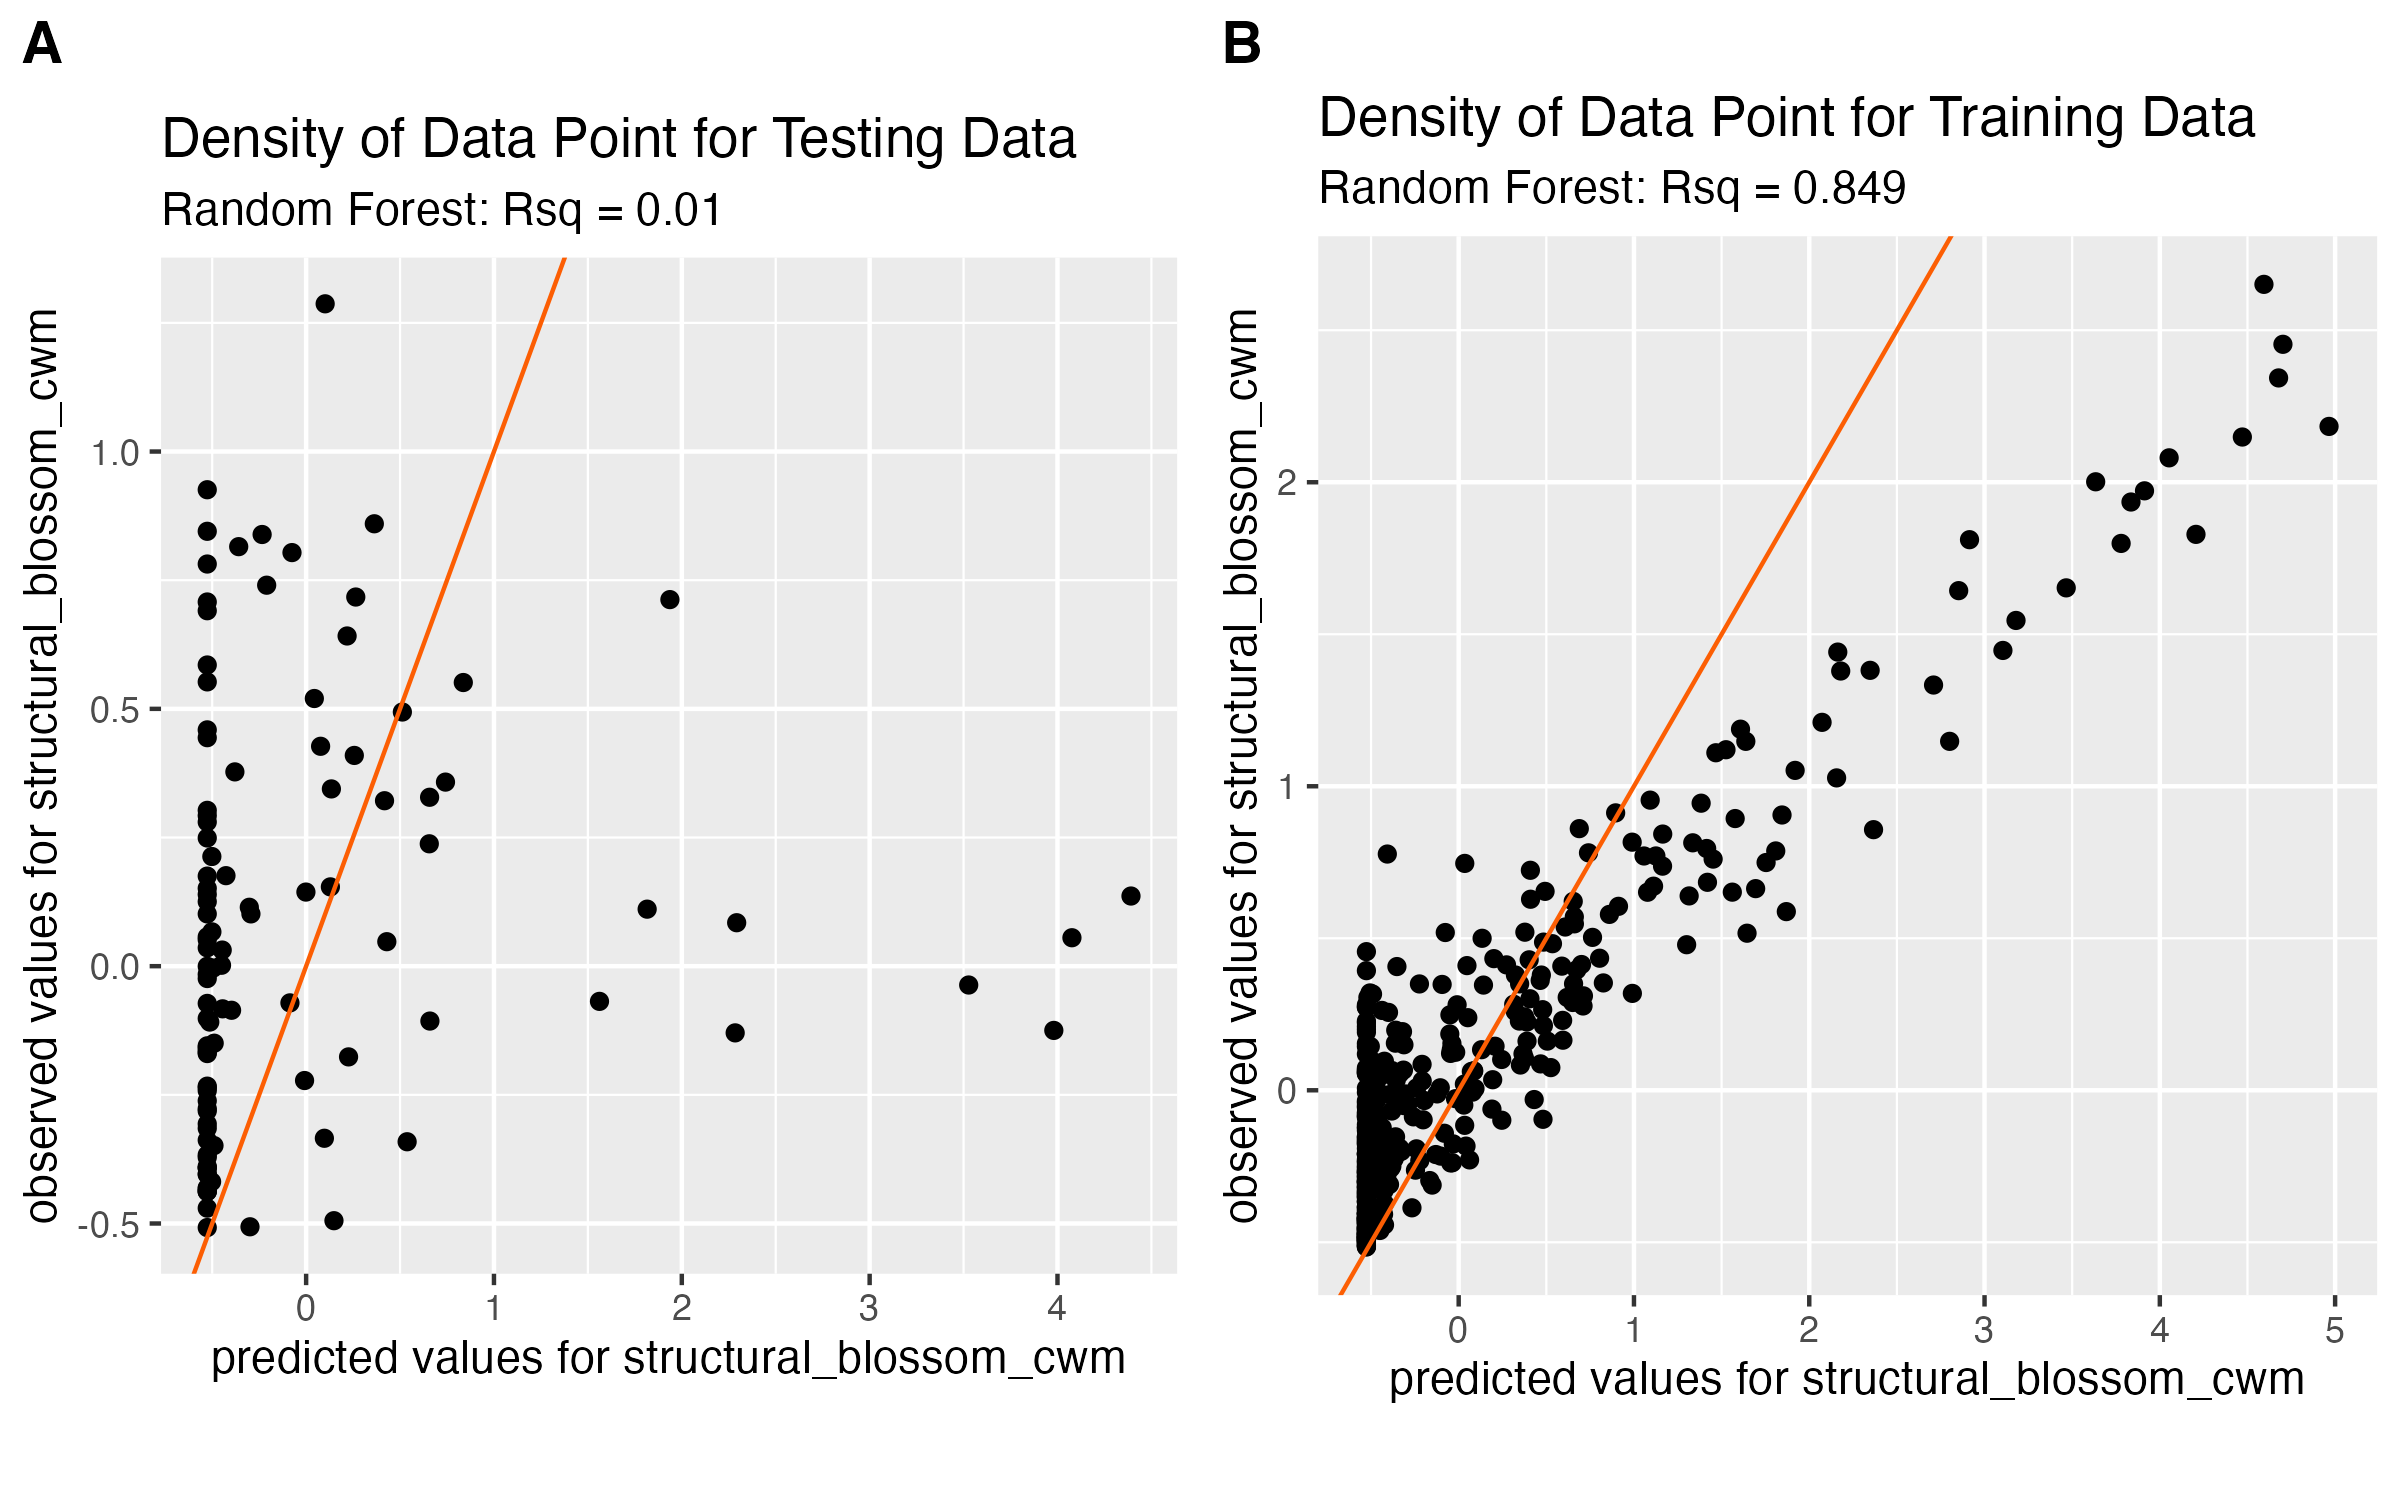 A
Density of Data Point for Testing Data
Random Forest: Rsq = 0.01
observed values for structural_blossom_cwm
1.0
0.5
0.0
-0.5
0 1 2 3 4
predicted values for structural_blossom_cwm
B
Density of Data Point for Training Data
Random Forest: Rsq = 0.849
observed values for structural_blossom_cwm
2
1
0
0 1 2 3 4 5
predicted values for structural_blossom_cwm